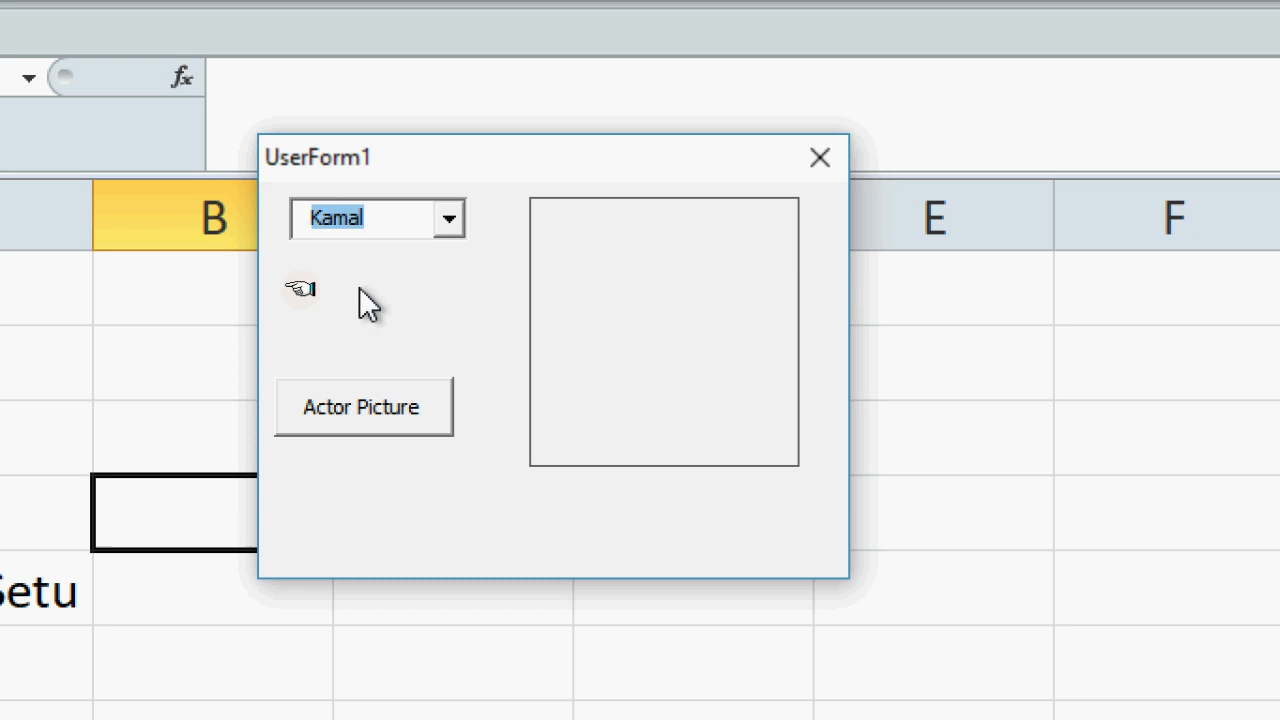 fx
UserForm1
B
E
F
Kamal
Actor Picture
Setu